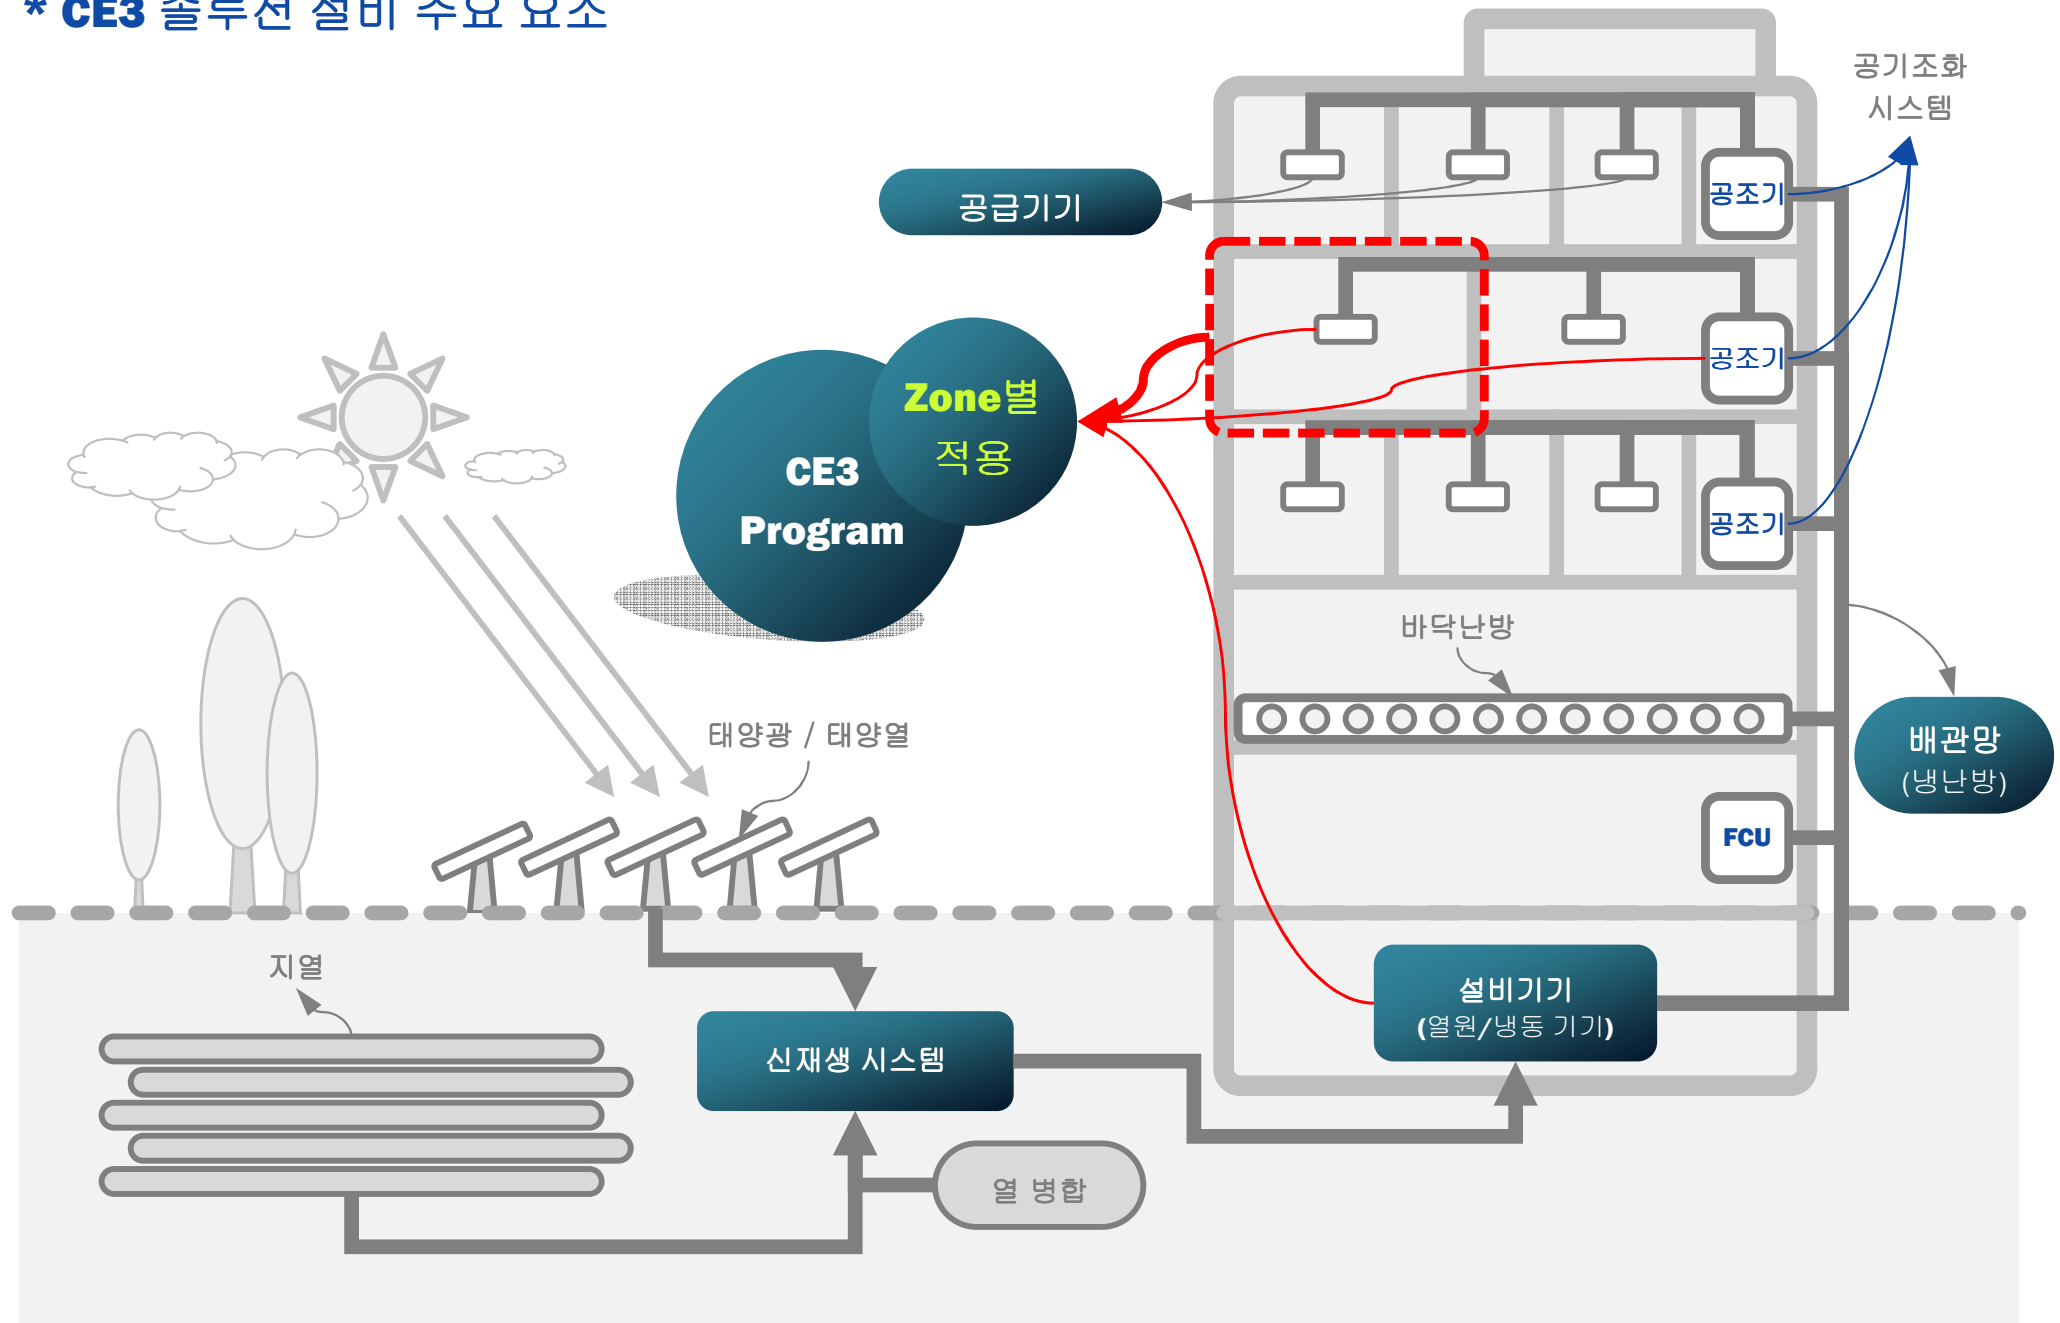 * CE3 솔루션 설비 주요 요소
공기조화
시스템
공급기기
공조기
공조기
공조기
Zone별
적용
CE3
Program
바닥난방
태양광 / 태양열
배관망
(냉난방)
FCU
지열
설비기기
(열원/냉동 기기)
신재생 시스템
열 병합